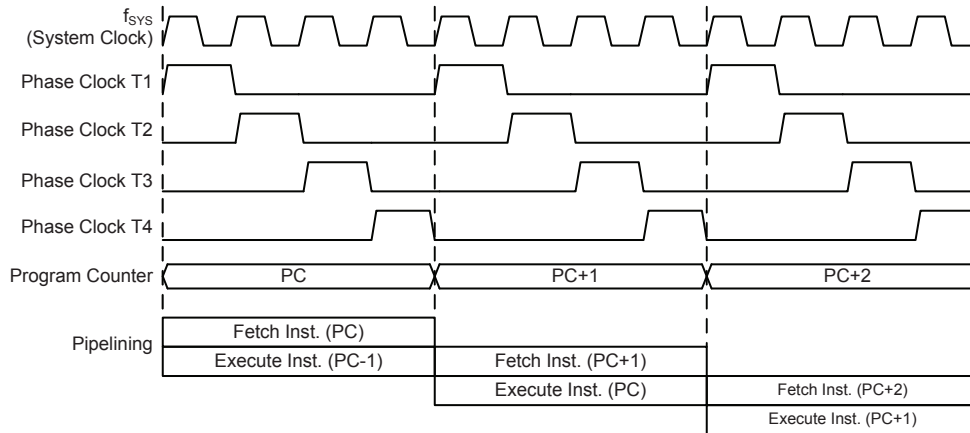 fSYS
(System Clock)
Phase Clock T1
Phase Clock T2
Phase Clock T3
Phase Clock T4
Program Counter
PC
PC+1
PC+2
Pipelining
Fetch Inst. (PC)
Execute Inst. (PC-1)
Fetch Inst. (PC+1)
Execute Inst. (PC)
Fetch Inst. (PC+2)
Execute Inst. (PC+1)